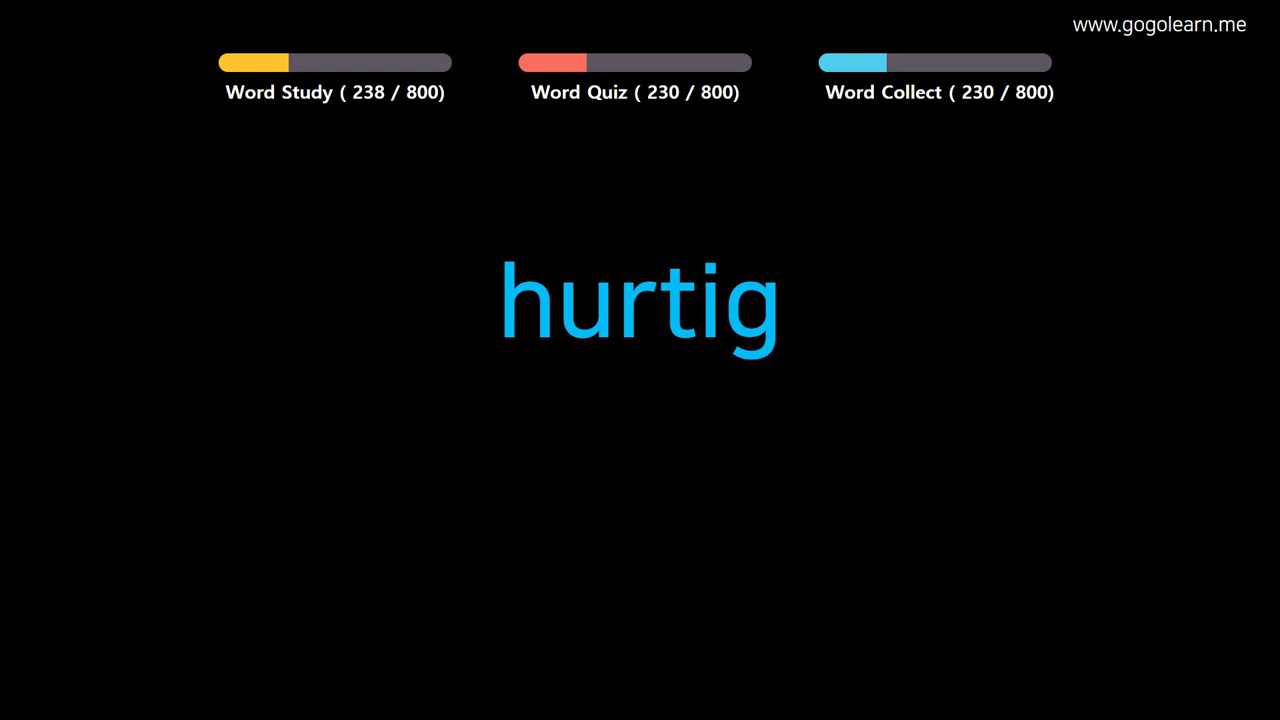 www.gogolearn.me
Word Study ( 238 / 800)
Word Quiz ( 230 / 800)
Word Collect ( 230 / 800)
hurtig